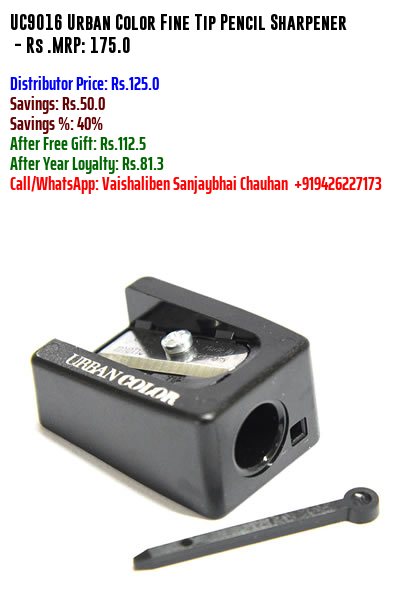 UC9016 Urban Color Fine Tip Pencil Sharpener
- Rs .MRP: 175.0
Distributor Price: Rs.125.0
Savings: Rs.50.0
Savings %: 40%
After Free Gift: Rs.112.5
After Year Loyalty: Rs.81.3
Call/WhatsApp: Vaishaliben Sanjaybhai Chauhan +919426227173
URBAN COLOR